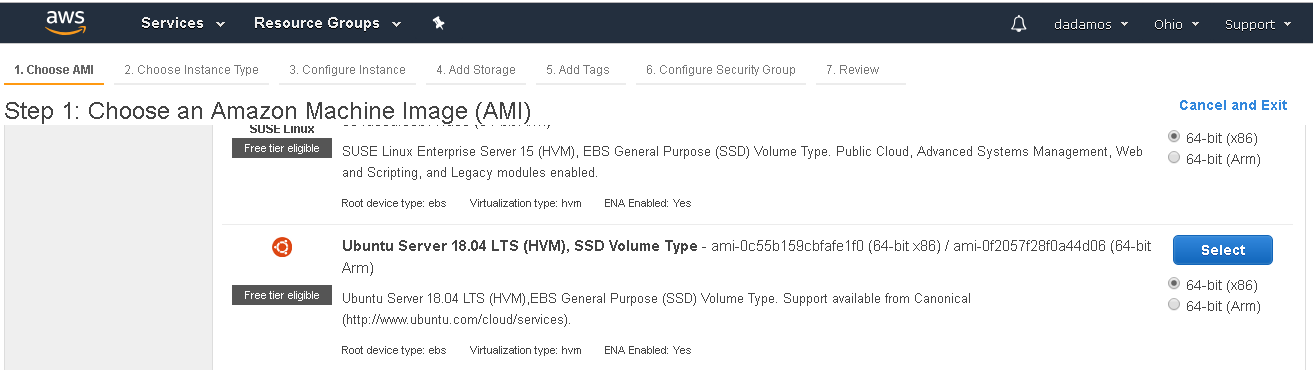 aws
Services
Resource Groups
dadamos
Ohio
Support
1. Choose AMI
2. Choose Instance Type
3. Configure Instance
4. Add Storage
5. Add Tags
6. Configure Security Group
7. Review
Step 1: Choose an Amazon Machine Image (AMI)
Cancel and Exit
SUSE Linux
Free tier eligible
SUSE Linux Enterprise Server 15 (HVM), EBS General Purpose (SSD) Volume Type. Public Cloud, Advanced Systems Management, Web
and Scripting, and Legacy modules enabled.
Root device type: ebs
Virtualization type: hvm
ENA Enabled: Yes
64-bit (x86)
64-bit (Arm)
Ubuntu Server 18.04 LTS (HVM), SSD Volume Type - ami-0c55b159cbfafe1f0 (64-bit x86) / ami-0f2057f28f0a44d06 (64-bit
Arm)
Free tier eligible
Ubuntu Server 18.04 LTS (HVM),EBS General Purpose (SSD) Volume Type. Support available from Canonical
(http://www.ubuntu.com/cloud/services).
Root device type: ebs
Virtualization type: hvm
ENA Enabled: Yes
Select
64-bit (x86)
64-bit (Arm)